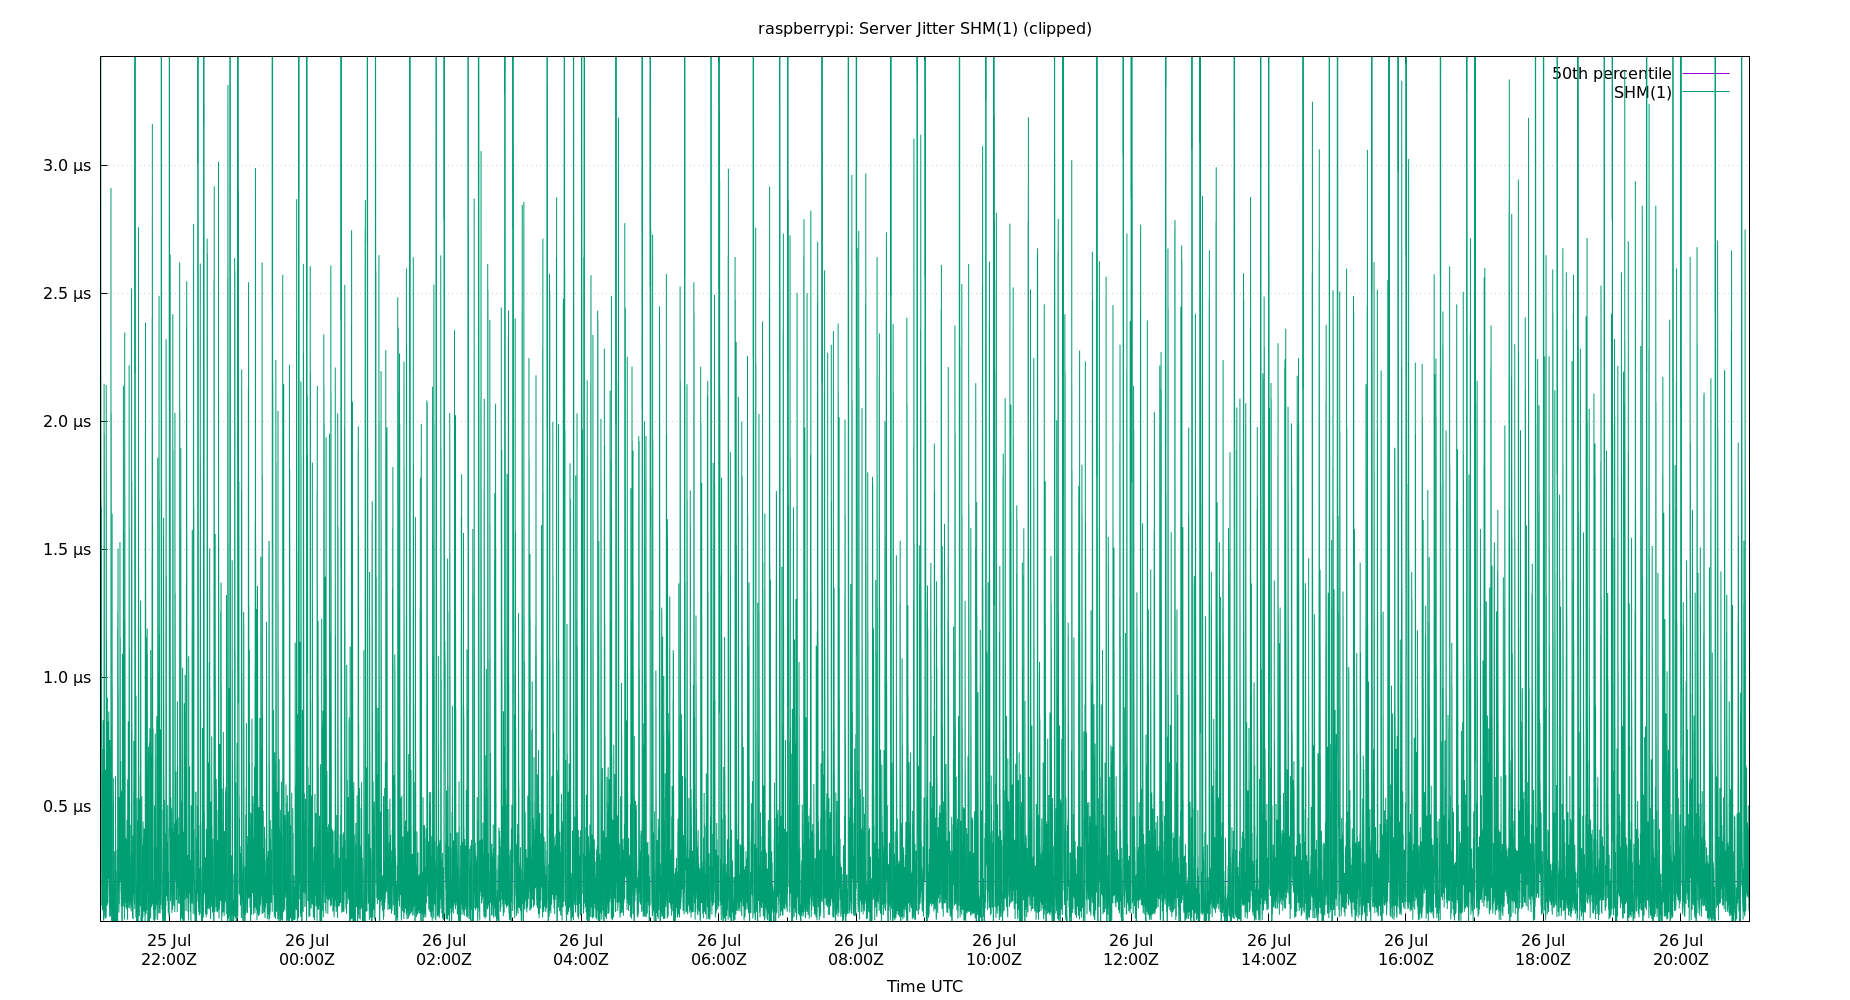 raspberrypi: Server Jitter SHM(1) (clipped)
50th percentile
SHM(1)
3.0 µs
2.5 µs
2.0 µs
1.5 µs
1.0 µs
0.5 µs
25 Jul 26 Jul 26 Jul 26 Jul 26 Jul 26 Jul 26 Jul 26 Jul 26 Jul 26 Jul 26 Jul 26 Jul
22:00Z 00:00Z 02:00Z 04:00Z 06:00Z 08:00Z 10:00Z 12:00Z 14:00Z 16:00Z 18:00Z 20:00Z
Time UTC